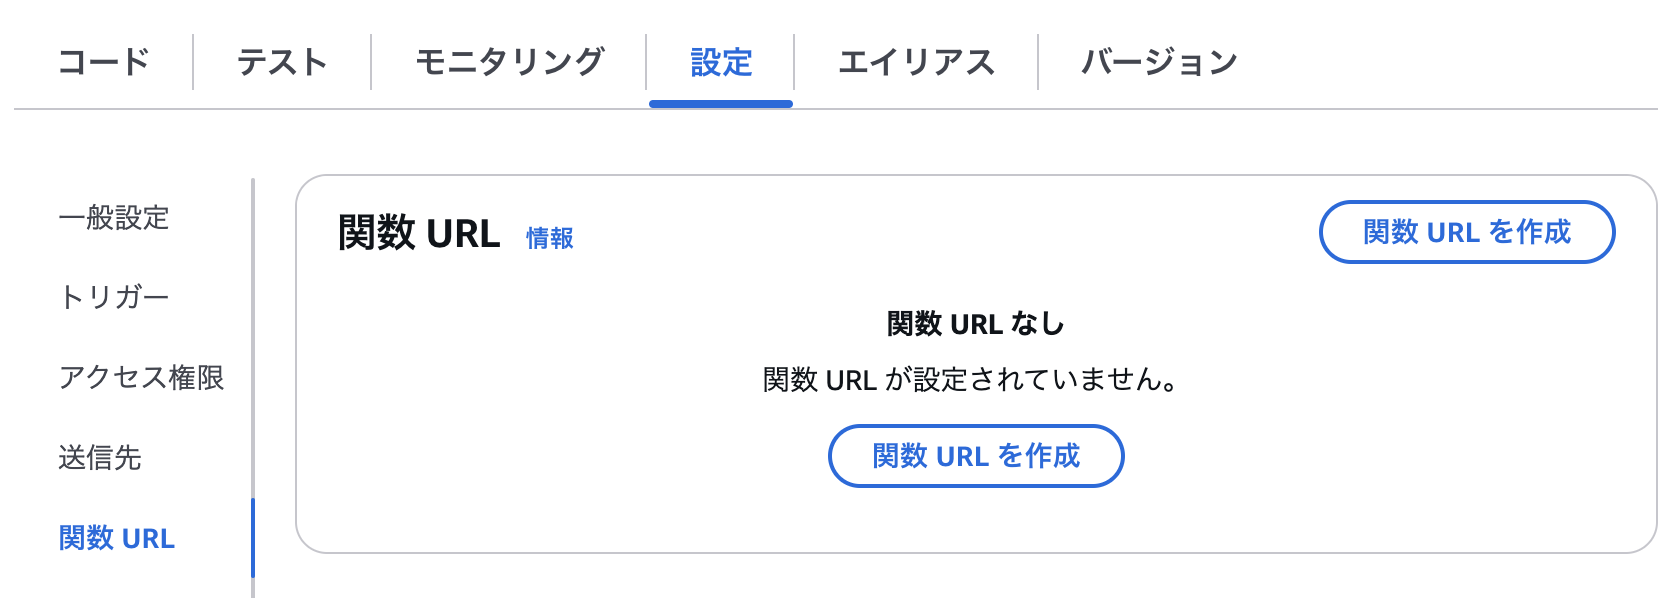 コード テスト モニタリング 設定 エイリアス バージョン
一般設定
トリガー
アクセス権限
送信先
関数 URL
関数 URL 情報 関数 URL を作成
関数 URL なし
関数 URL が設定されていません。
関数 URL を作成